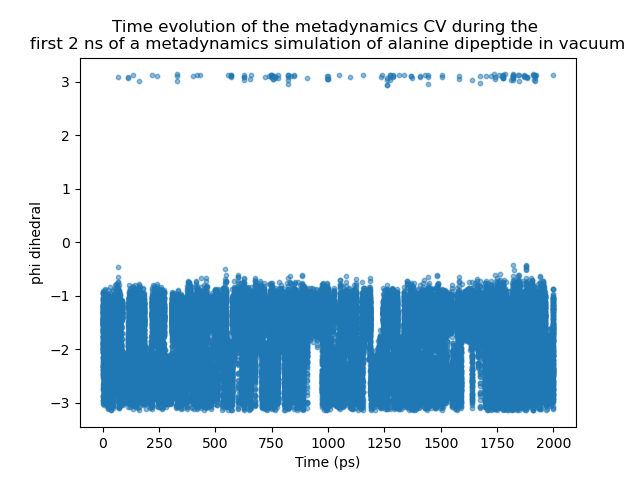 Time evolution of the metadynamics CV during the
first 2 ns of a metadynamics simulation of alanine dipeptide in vacuum
3
2
1
0
−1
−2
−3
phi dihedral
0 250 500 750 1000 1250 1500 1750 2000
Time (ps)